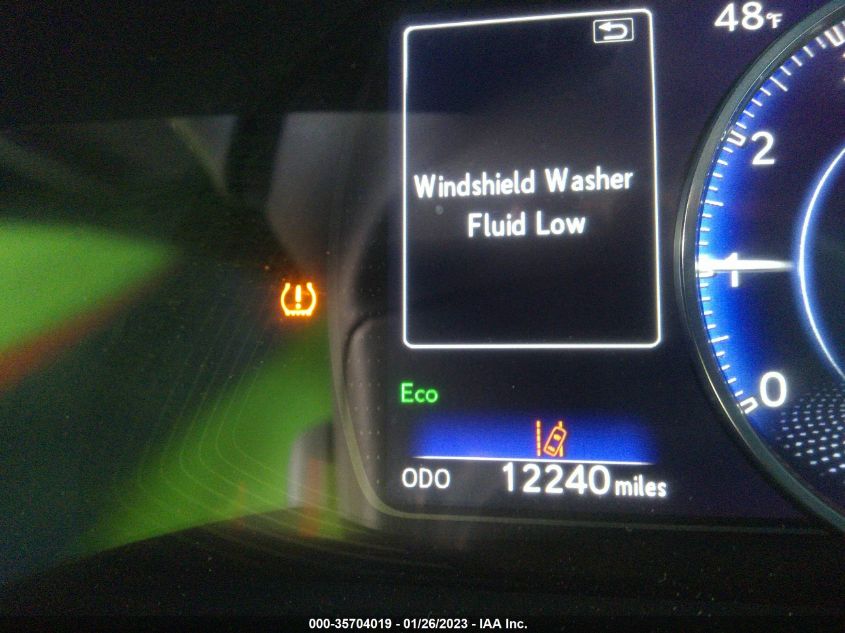 48°F
Windshield Washer
Fluid Low
2
1
0
Eco
ODO 12240 miles
000-35704019 - 01/26/2023 - IAA Inc.